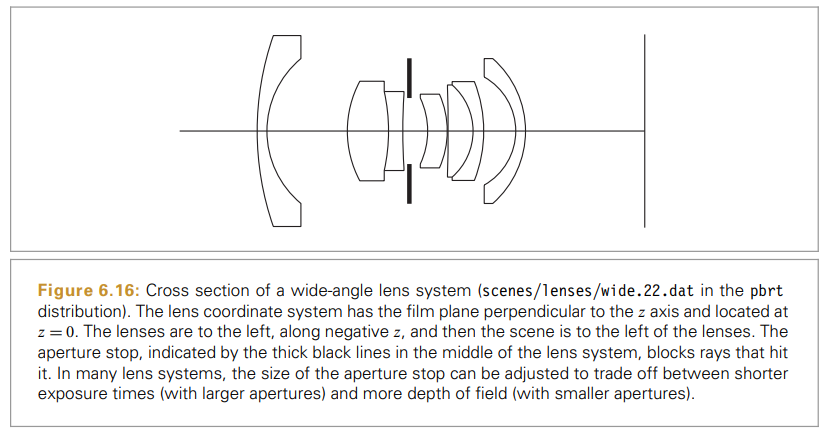 Figure 6.16: Cross section of a wide-angle lens system (scenes/lenses/wide.22.dat in the pbrt
distribution). The lens coordinate system has the film plane perpendicular to the z axis and located at
z = 0. The lenses are to the left, along negative z, and then the scene is to the left of the lenses. The
aperture stop, indicated by the thick black lines in the middle of the lens system, blocks rays that hit
it. In many lens systems, the size of the aperture stop can be adjusted to trade off between shorter
exposure times (with larger apertures) and more depth of field (with smaller apertures).